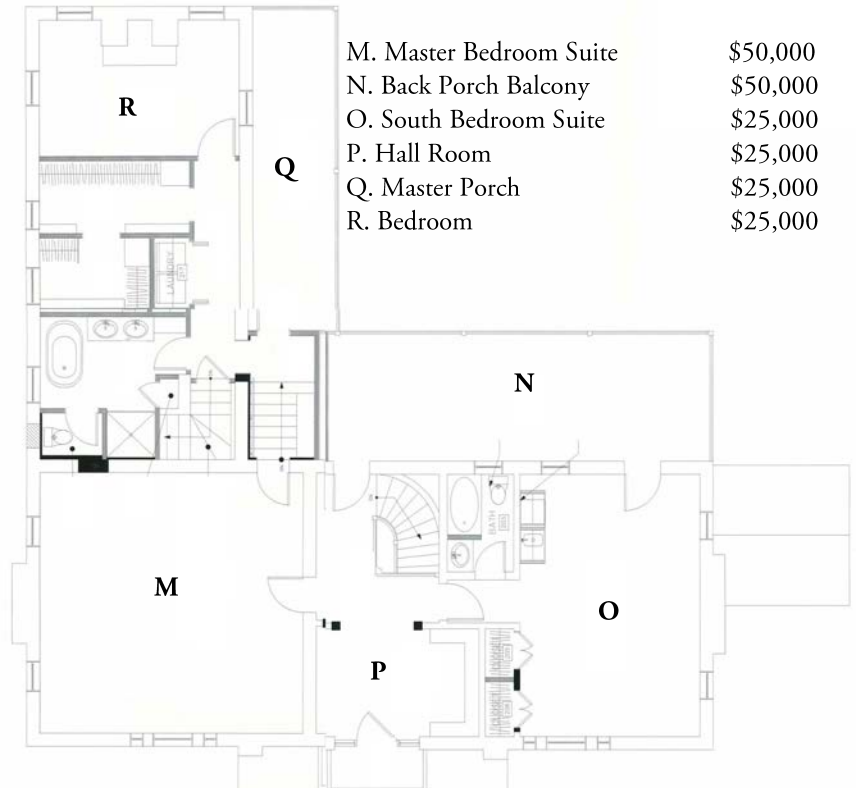 M. Master Bedroom Suite $50,000
N. Back Porch Balcony $50,000
O. South Bedroom Suite $25,000
P. Hall Room $25,000
Q. Master Porch $25,000
R. Bedroom $25,000
R
Q
LAUNDRY
N
M
BATH
O
P